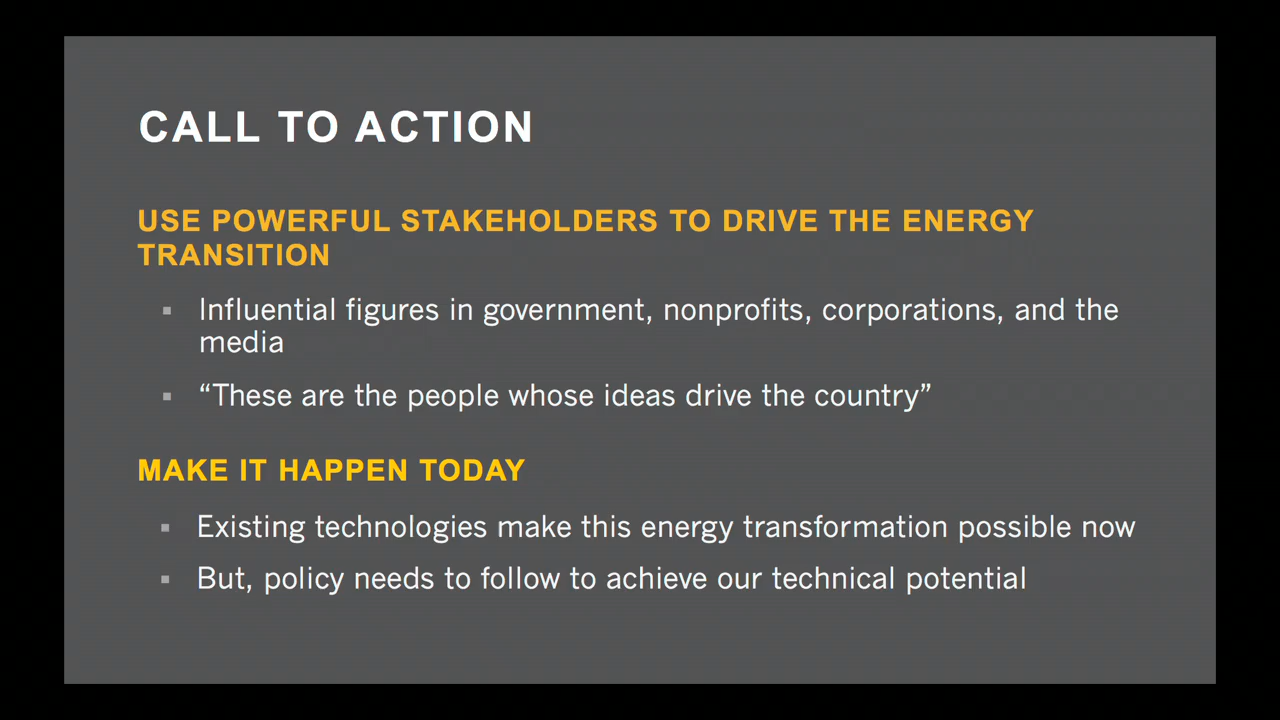 CALL TO ACTION
USE POWERFUL STAKEHOLDERS TO DRIVE THE ENERGY
TRANSITION
▪ Influential figures in government, nonprofits, corporations, and the
media
▪ “These are the people whose ideas drive the country”
MAKE IT HAPPEN TODAY
▪ Existing technologies make this energy transformation possible now
▪ But, policy needs to follow to achieve our technical potential